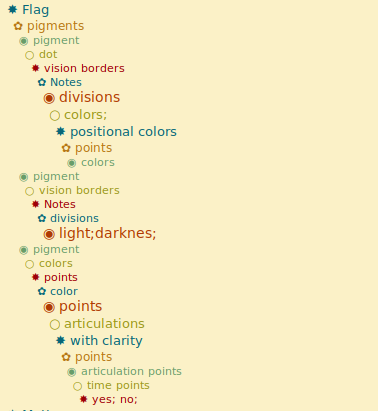 Flag
pigments
pigment
dot
vision borders
Notes
divisions
colors;
positional colors
points
colors
pigment
vision borders
Notes
divisions
light;darknes;
pigment
colors
points
color
points
articulations
with clarity
points
articulation points
time points
yes; no;